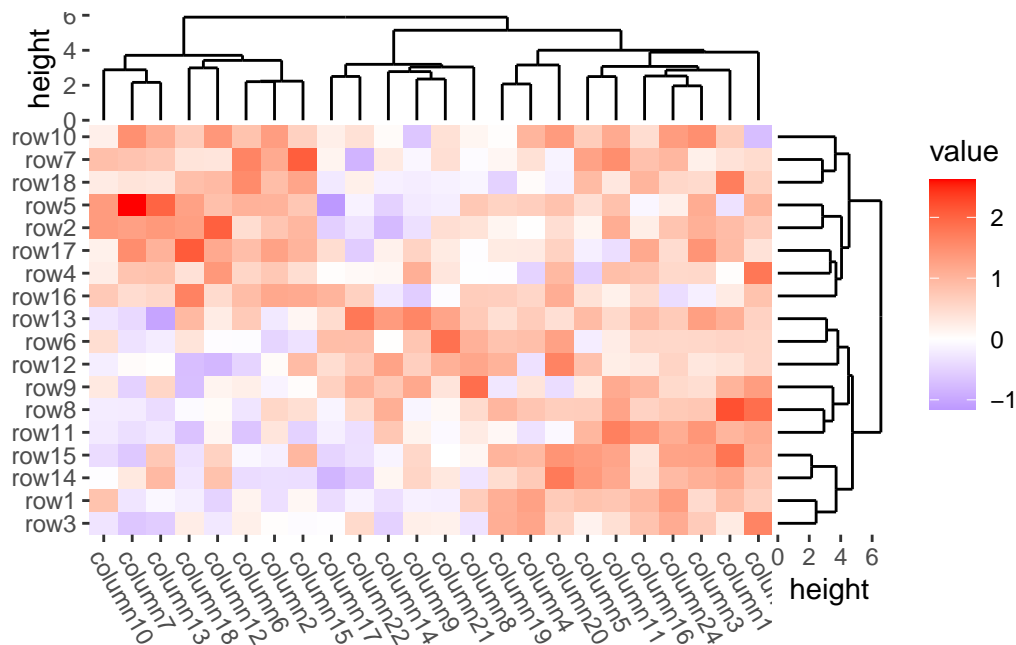 height
6
4
2
0
row10
row7
row18
row5
row2
row17
row4
row16
row13
row6
row12
row9
row8
row11
row15
row14
row1
row3
column10
column7
column13
column18
column12
column6
column2
column15
column17
column22
column14
column9
column21
column8
column19
column4
column20
column5
column11
column16
column24
column3
column1
0 2 4 6
height
value
2
1
0
−1